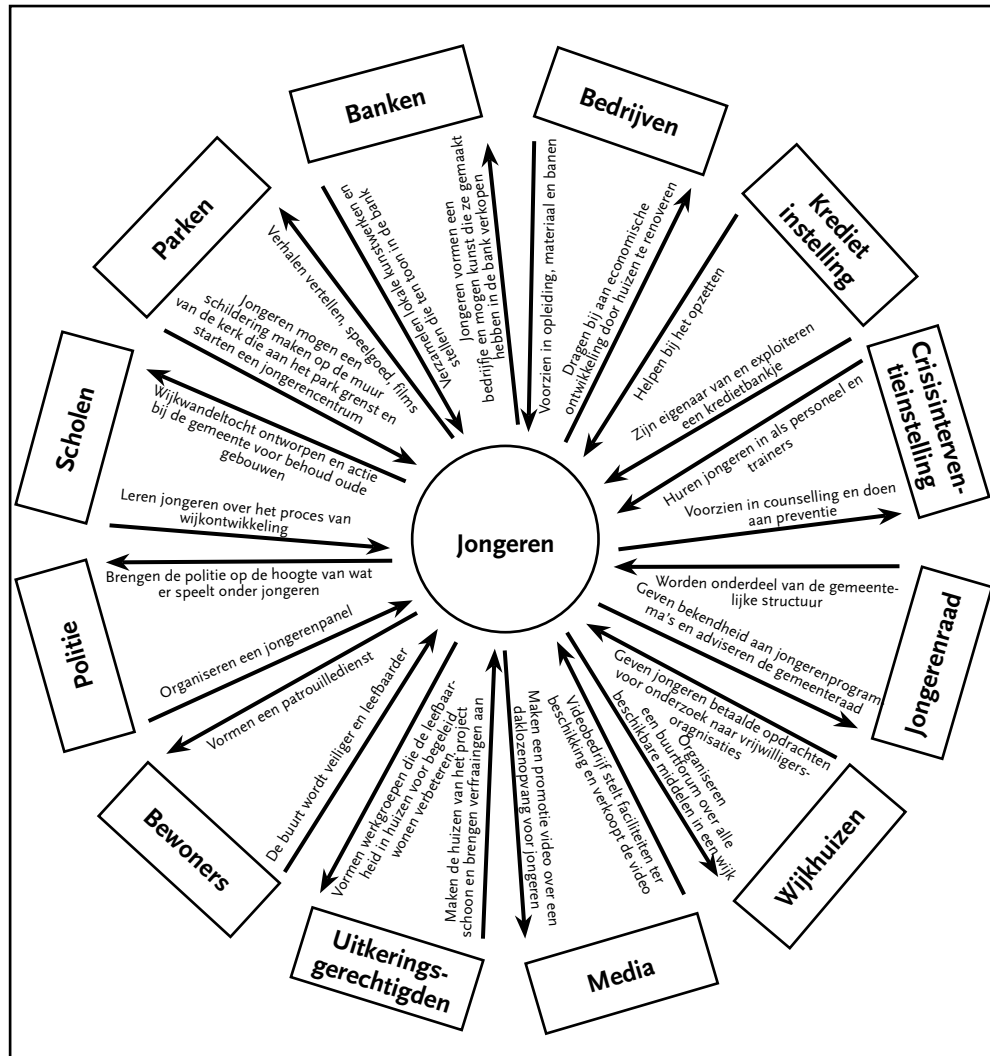 Banken
Bedrijven
Krediet
instelling
Crisisinterven-
tieinstelling
Jongerenraad
Wijkhuizen
Media
Uitkerings-
gerechtigden
Bewoners
Politie
Scholen
Parken
Jongeren
Verzamelen lokale kunstwerken en
stellen die ten toon in de bank
Jongeren vormen een
bedrijfje en mogen kunst die ze gemaakt
hebben in de bank verkopen
Voorzien in opleiding, materiaal en banen
Dragen bij aan economische
ontwikkeling door huizen te renoveren
Helpen bij het opzetten
Zijn eigenaar van en exploiteren
een kredietbankje
Huren jongeren in als personeel en
trainers
Voorzien in counselling en doen
aan preventie
Worden onderdeel van de gemeente-
lijke structuur
Geven bekendheid aan jongerenprogram
ma's en adviseren de gemeenteraad
Geven jongeren betaalde opdrachten
voor onderzoek naar vrijwilligers-
oragnisaties
Organiseren
een buurtforum over alle
beschikbare middelen in een wijk
Videobedrijf stelt faciliteiten ter
beschikking en verkoopt de video
Maken een promotie video over een
daklozenopvang voor jongeren
Maken de huizen van het project
schoon en brengen verfraaingen aan
Vormen werkgroepen die de leefbaar-
heid in huizen voor begeleid
wonen verbeteren
De buurt wordt veiliger en leefbaarder
Vormen een patrouilledienst
Organiseren een jongerenpanel
Brengen de politie op de hoogte van wat
er speelt onder jongeren
Leren jongeren over het proces van
wijkontwikkeling
Wijkwandeltocht ontworpen en actie
bij de gemeente voor behoud oude
gebouwen
Jongeren mogen een
schildering maken op de muur
van de kerk die aan het park grenst en
starten een jongerencentrum
Verhalen vertellen, speelgoed, films